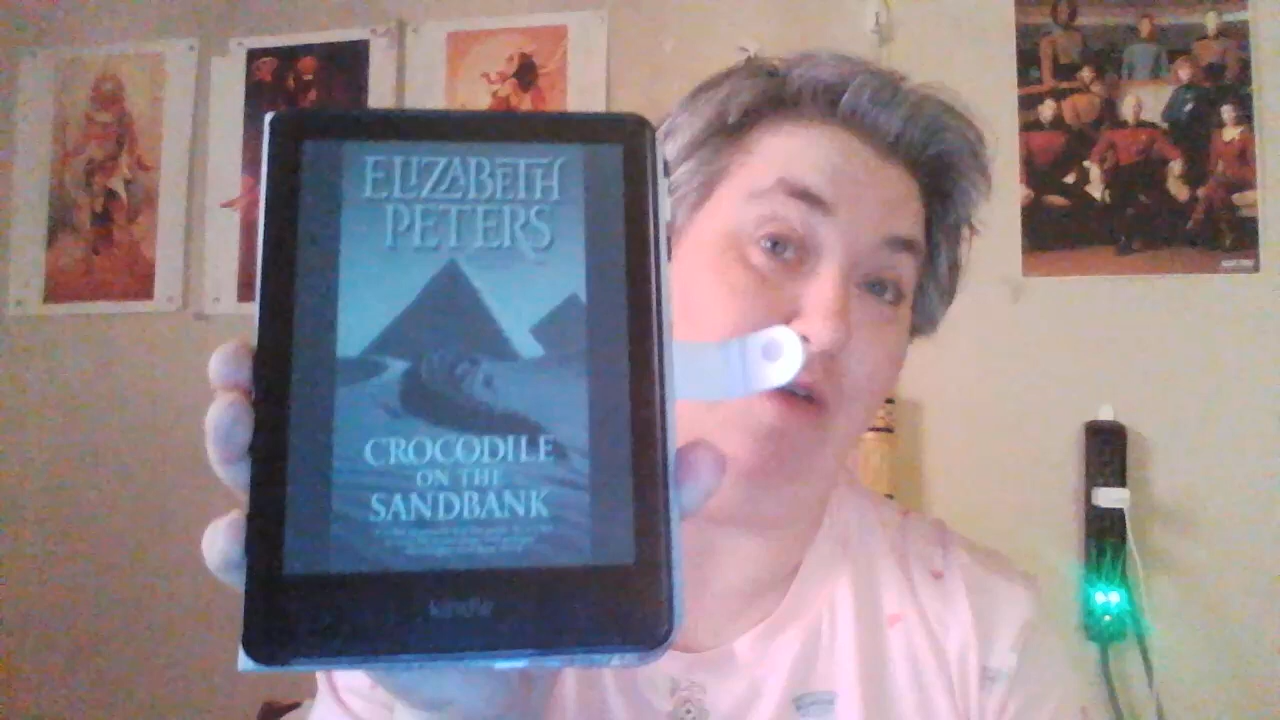 ELIZABETH
PETERS
CROCODILE
ON THE
SANDBANK
kindle